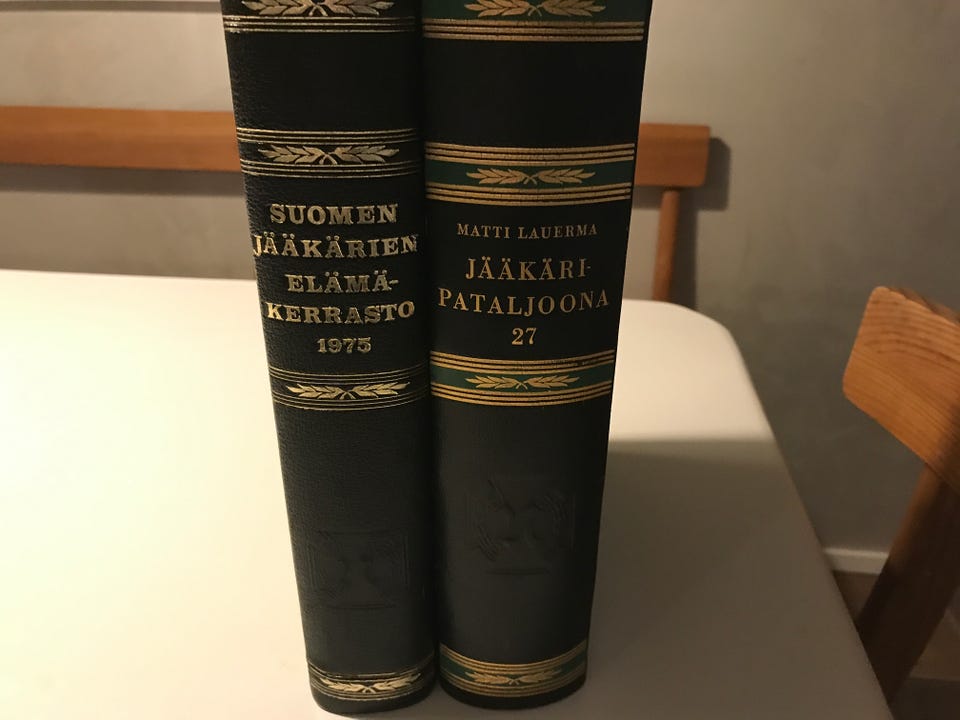 SUOMEN
JÄÄKÄRIEN
ELÄMÄ-
KERRASTO
1975
MATTI LAUERMA
JÄÄKÄRI-
PATALJOONA
27